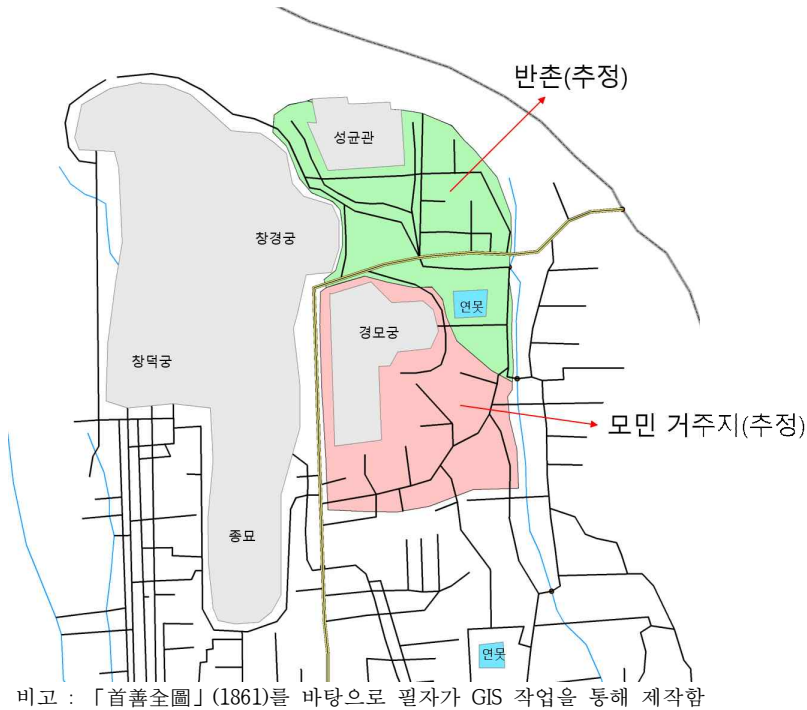 반촌(추정)
성균관
창경궁
연못
경모궁
창덕궁
모민 거주지(추정)
종묘
연못
비고 : 「首善全圖」(1861)를 바탕으로 필자가 GIS 작업을 통해 제작함